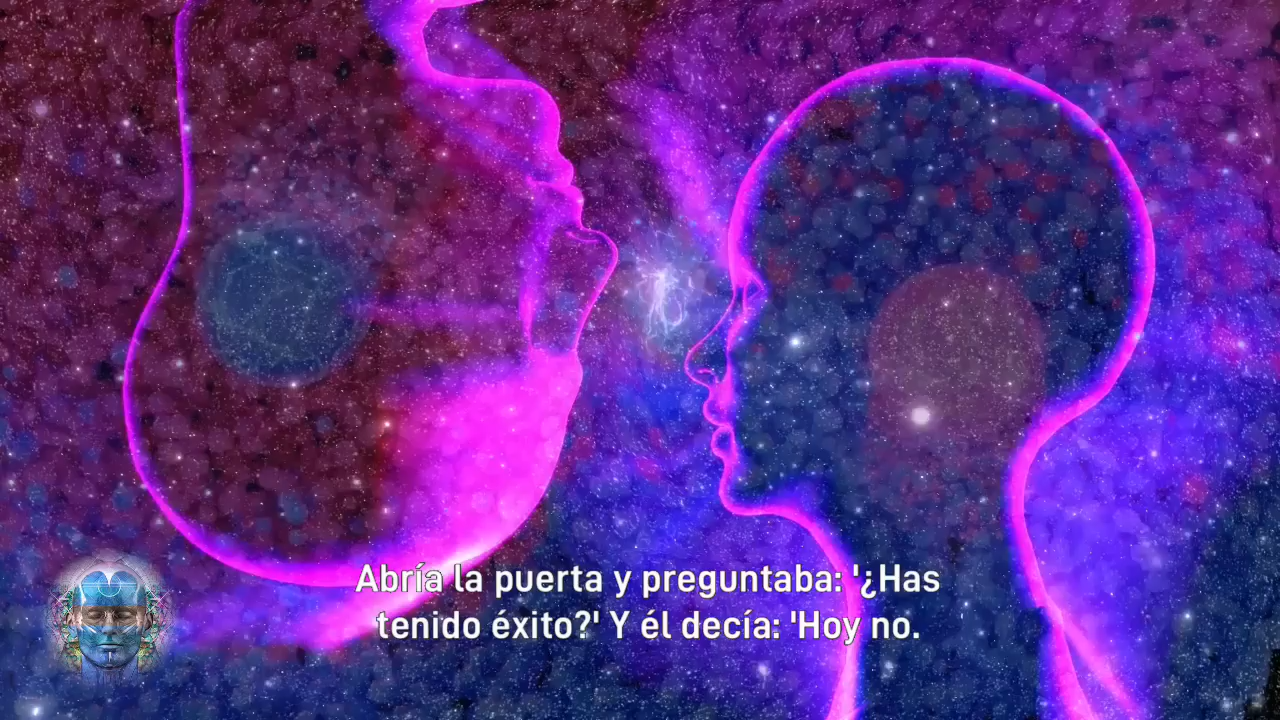 Abría la puerta y preguntaba: '¿Has
tenido éxito?' Y él decía: 'Hoy no.